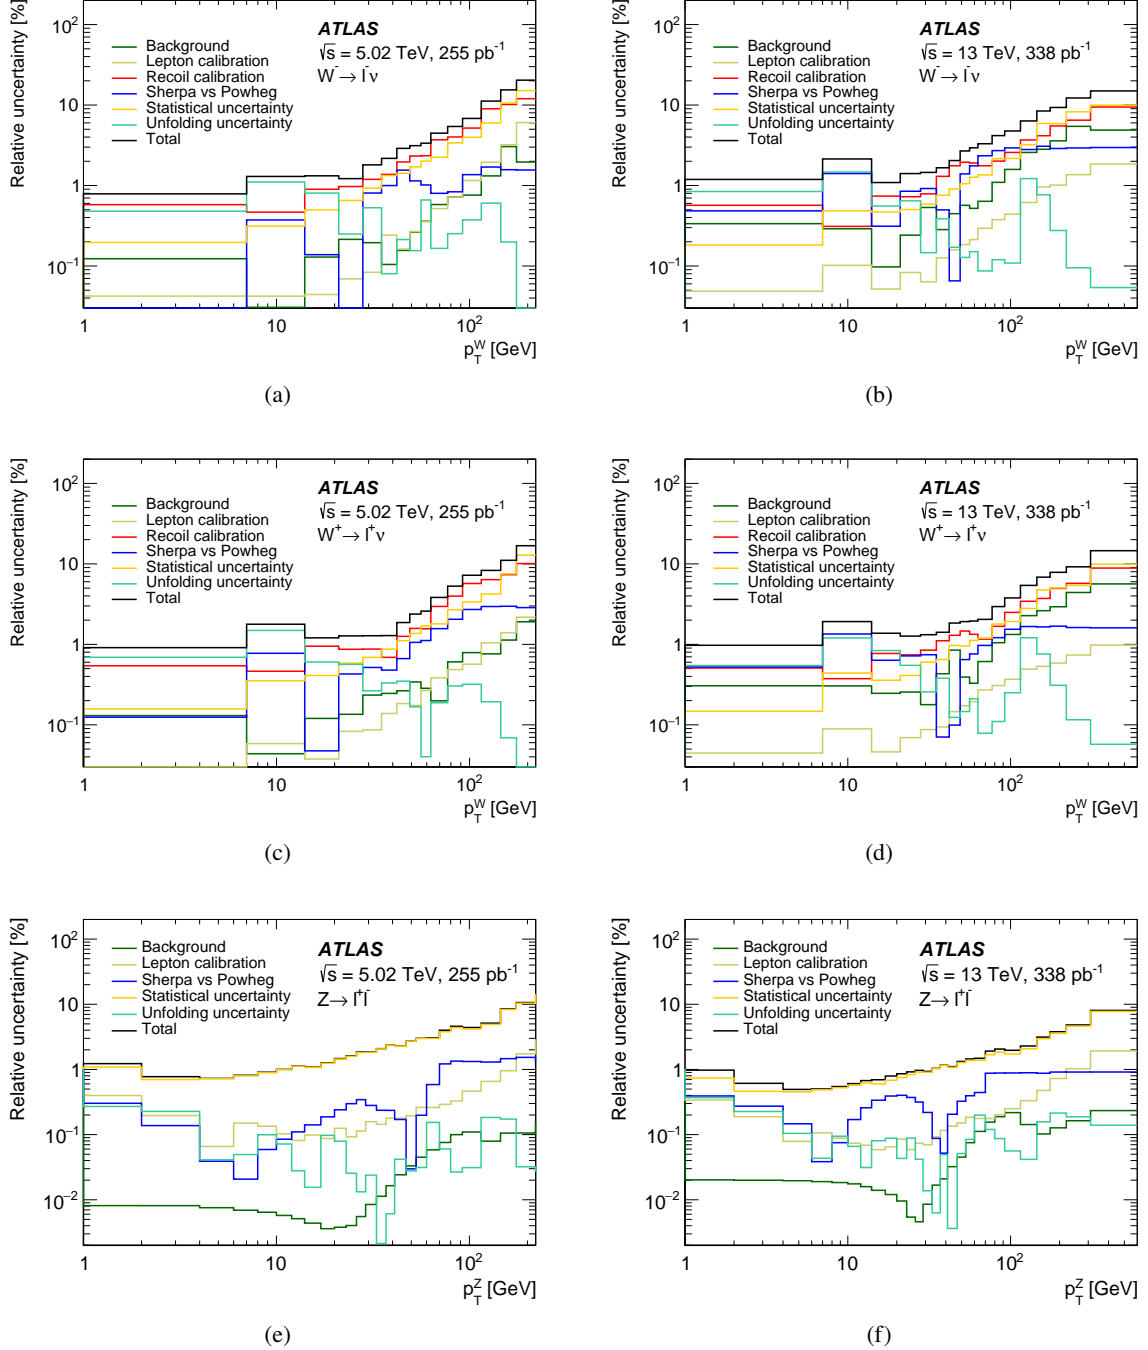 Relative uncertainty [%]
10²
10
1
10⁻¹
Background
Lepton calibration
Recoil calibration
Sherpa vs Powheg
Statistical uncertainty
Unfolding uncertainty
Total
ATLAS
√s = 5.02 TeV, 255 pb⁻¹
W⁻→ l⁻ν
1 10 10²
p_T^W [GeV]
(a)
Relative uncertainty [%]
10²
10
1
10⁻¹
Background
Lepton calibration
Recoil calibration
Sherpa vs Powheg
Statistical uncertainty
Unfolding uncertainty
Total
ATLAS
√s = 13 TeV, 338 pb⁻¹
W⁻→ l⁻ν
1 10 10²
p_T^W [GeV]
(b)
Relative uncertainty [%]
10²
10
1
10⁻¹
Background
Lepton calibration
Recoil calibration
Sherpa vs Powheg
Statistical uncertainty
Unfolding uncertainty
Total
ATLAS
√s = 5.02 TeV, 255 pb⁻¹
W⁺→ l⁺ν
1 10 10²
p_T^W [GeV]
(c)
Relative uncertainty [%]
10²
10
1
10⁻¹
Background
Lepton calibration
Recoil calibration
Sherpa vs Powheg
Statistical uncertainty
Unfolding uncertainty
Total
ATLAS
√s = 13 TeV, 338 pb⁻¹
W⁺→ l⁺ν
1 10 10²
p_T^W [GeV]
(d)
Relative uncertainty [%]
10²
10
1
10⁻¹
10⁻²
Background
Lepton calibration
Sherpa vs Powheg
Statistical uncertainty
Unfolding uncertainty
Total
ATLAS
√s = 5.02 TeV, 255 pb⁻¹
Z→ l⁺l⁻
1 10 10²
p_T^Z [GeV]
(e)
Relative uncertainty [%]
10²
10
1
10⁻¹
10⁻²
Background
Lepton calibration
Sherpa vs Powheg
Statistical uncertainty
Unfolding uncertainty
Total
ATLAS
√s = 13 TeV, 338 pb⁻¹
Z→ l⁺l⁻
1 10 10²
p_T^Z [GeV]
(f)